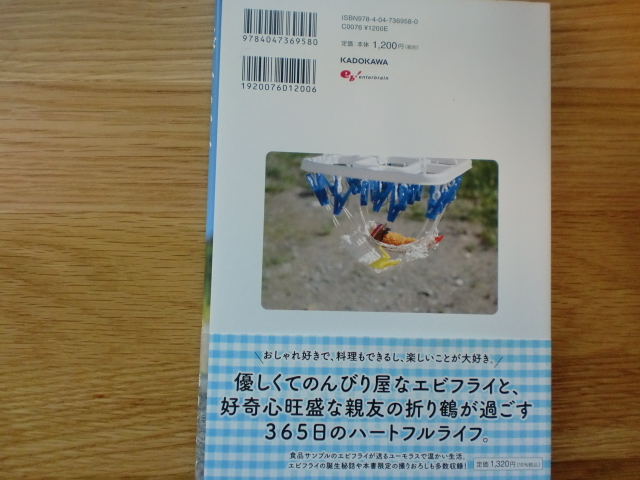 ISBN978-4-04-736958-0
C0076 ¥1200E
9784047369580
定価:本体1,200円(税別)
KADOKAWA
eb! enterbrain
1920076012006
おしゃれ好きで、料理もできるし、楽しいことが大好き。
優しくてのんびり屋なエビフライと、
好奇心旺盛な親友の折り鶴が過ごす
365日のハートフルライフ。
食品サンプルのエビフライが送るユーモラスで温かい生活。
エビフライの誕生秘話や本書限定の撮りおろしも多数収録!
定価1,320円(10%税込)